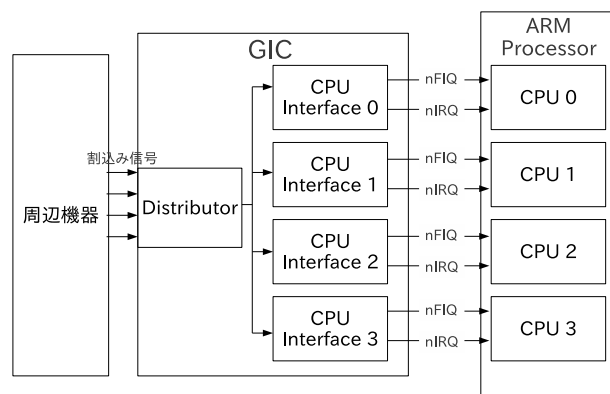 GIC
ARM
Processor
周辺機器
割込み信号
Distributor
CPU
Interface 0
nFIQ
nIRQ
CPU 0
CPU
Interface 1
nFIQ
nIRQ
CPU 1
CPU
Interface 2
nFIQ
nIRQ
CPU 2
CPU
Interface 3
nFIQ
nIRQ
CPU 3